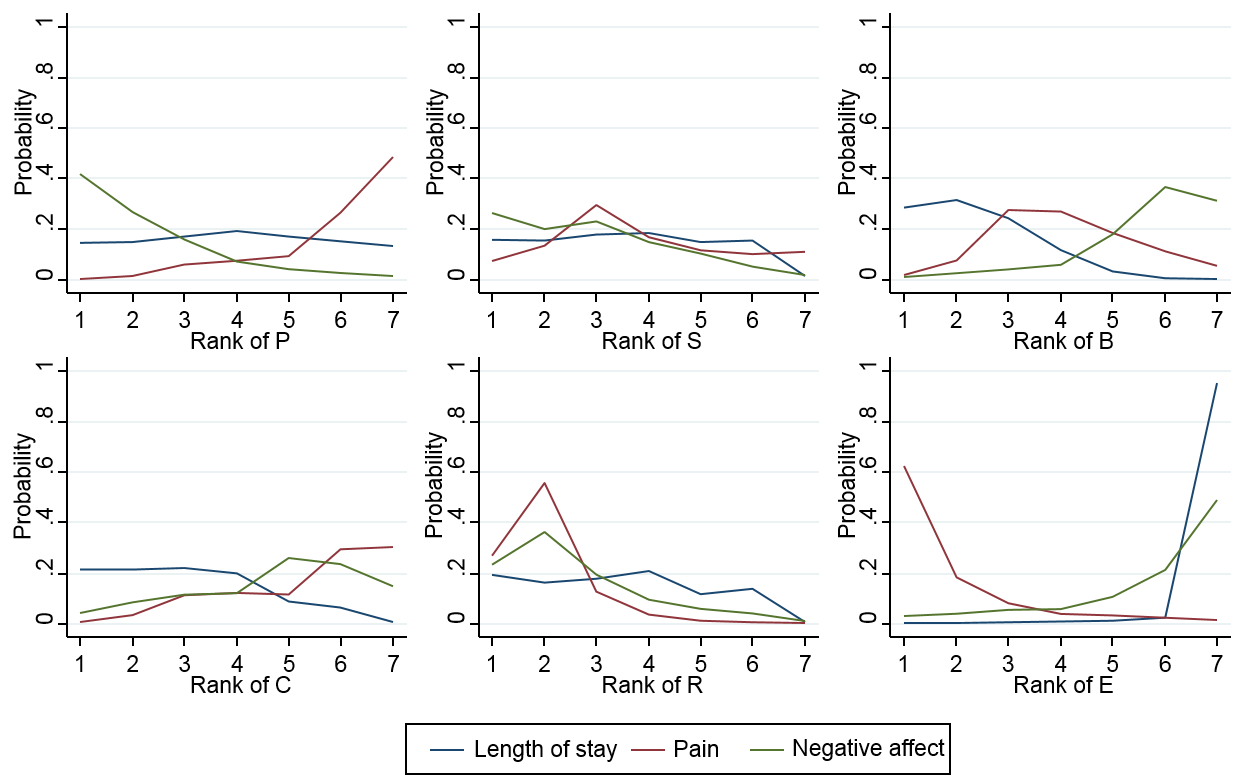 Probability
1
.8
.6
.4
.2
0
1 2 3 4 5 6 7
Rank of P
Probability
1
.8
.6
.4
.2
0
1 2 3 4 5 6 7
Rank of S
Probability
1
.8
.6
.4
.2
0
1 2 3 4 5 6 7
Rank of B
Probability
1
.8
.6
.4
.2
0
1 2 3 4 5 6 7
Rank of C
Probability
1
.8
.6
.4
.2
0
1 2 3 4 5 6 7
Rank of R
Probability
1
.8
.6
.4
.2
0
1 2 3 4 5 6 7
Rank of E
Length of stay Pain Negative affect